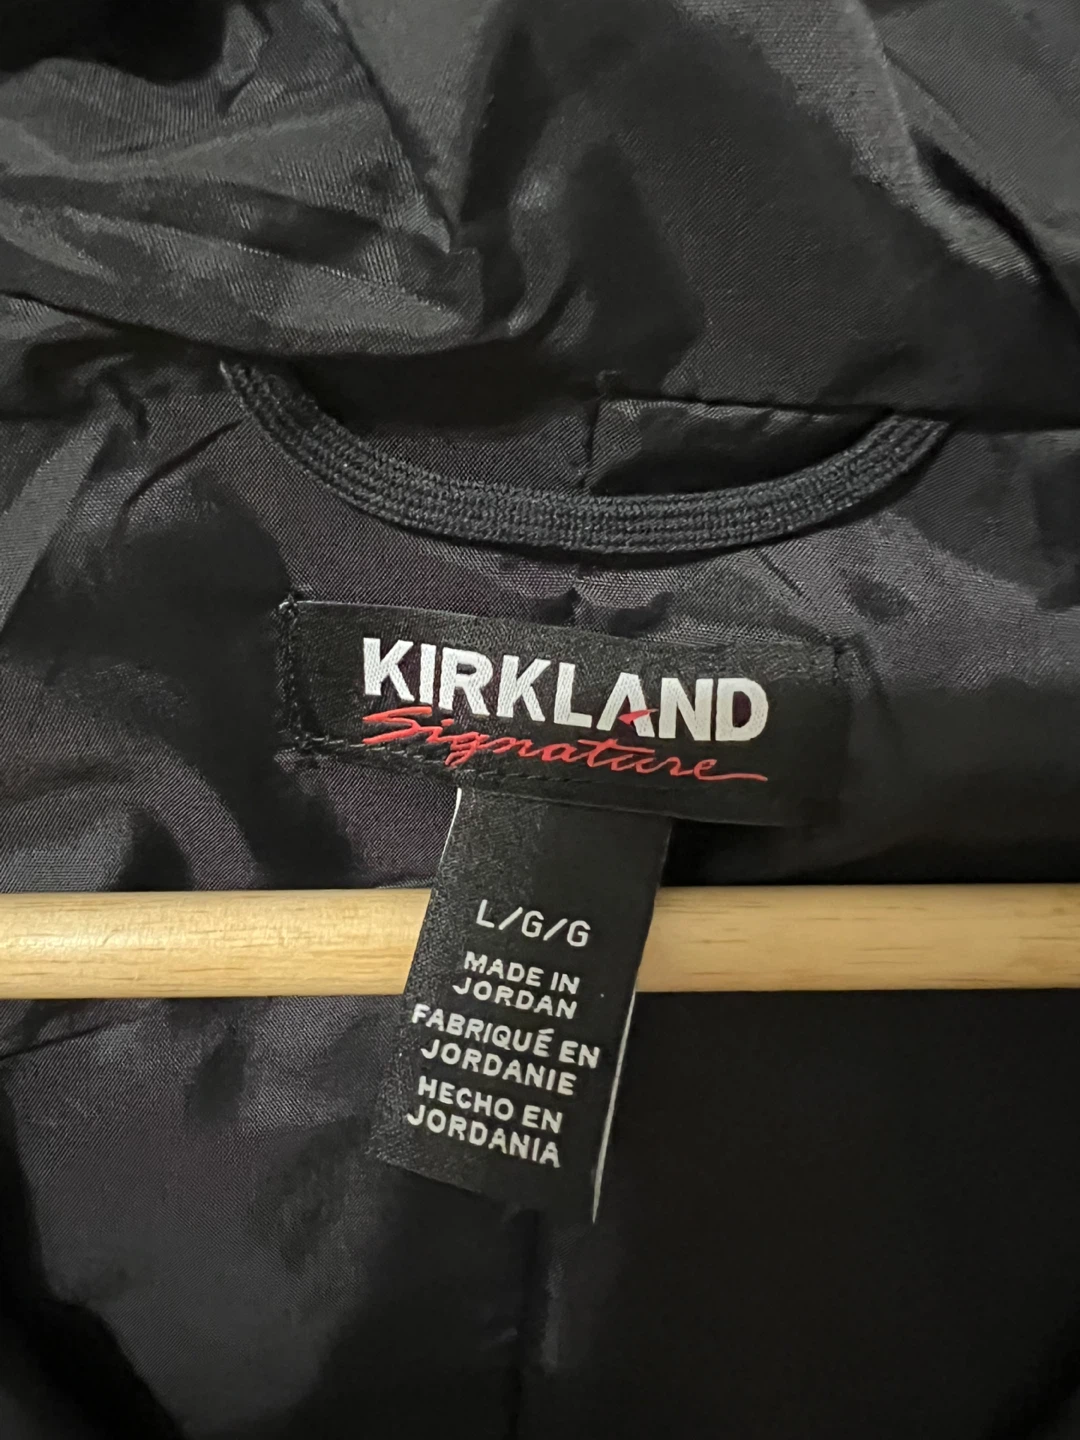 KIRKLAND
Signature
L/G/G
MADE IN
JORDAN
FABRIQUÉ EN
JORDANIE
HECHO EN
JORDANIA